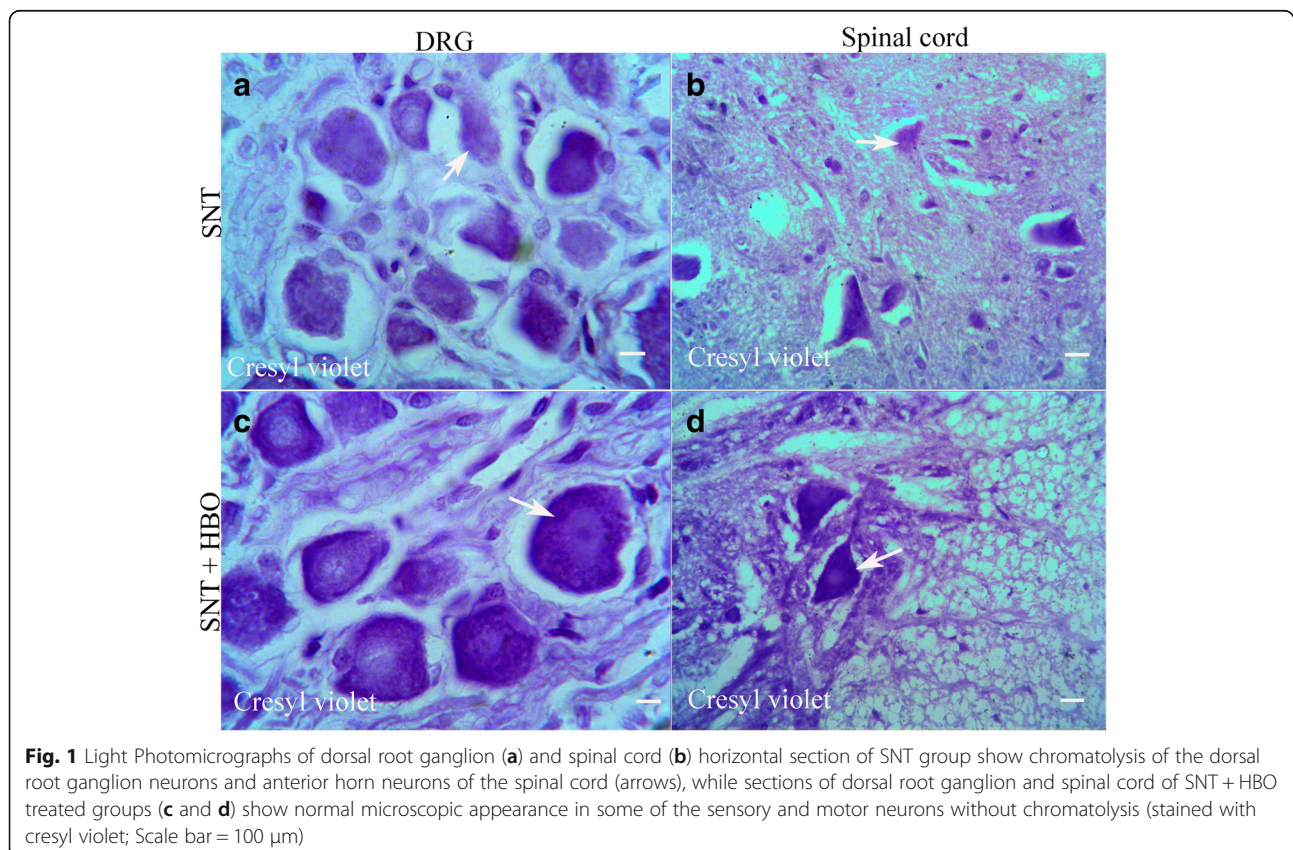 DRG
Spinal cord
a
b
SNT
Cresyl violet
Cresyl violet
c
d
SNT + HBO
Cresyl violet
Cresyl violet
Fig. 1 Light Photomicrographs of dorsal root ganglion (a) and spinal cord (b) horizontal section of SNT group show chromatolysis of the dorsal
root ganglion neurons and anterior horn neurons of the spinal cord (arrows), while sections of dorsal root ganglion and spinal cord of SNT + HBO
treated groups (c and d) show normal microscopic appearance in some of the sensory and motor neurons without chromatolysis (stained with
cresyl violet; Scale bar = 100 μm)